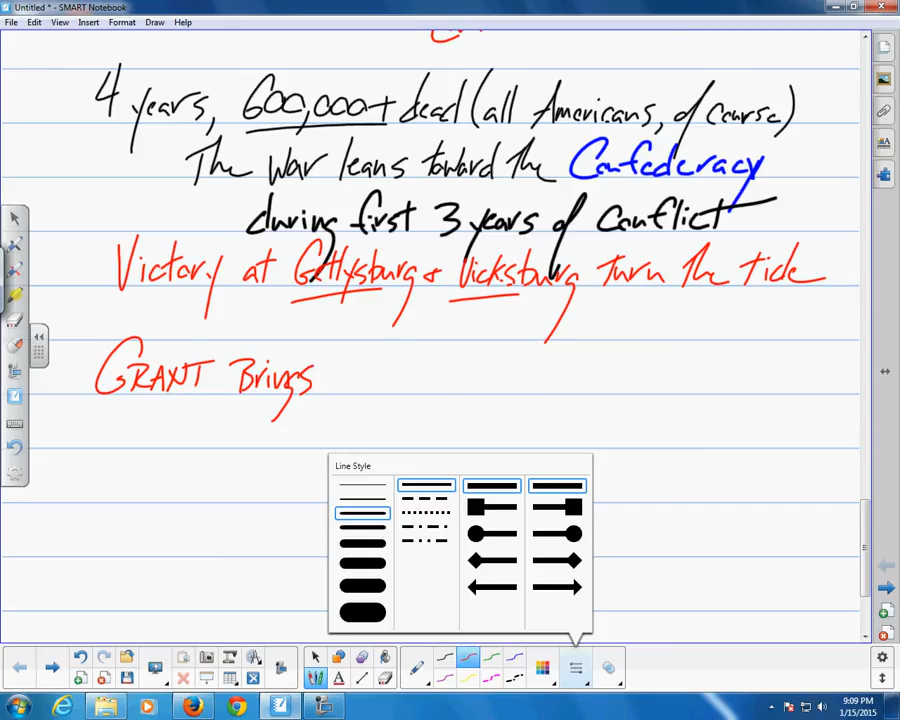 Untitled * - SMART Notebook
File Edit View Insert Format Draw Help
4 years, 600,000+ dead (all Americans, of course)
The War leans toward the Confederacy
during first 3 years of conflict
Victory at Gettysburg & Vicksburg turn the tide
GRANT Brings
Line Style
9:09 PM
1/15/2015